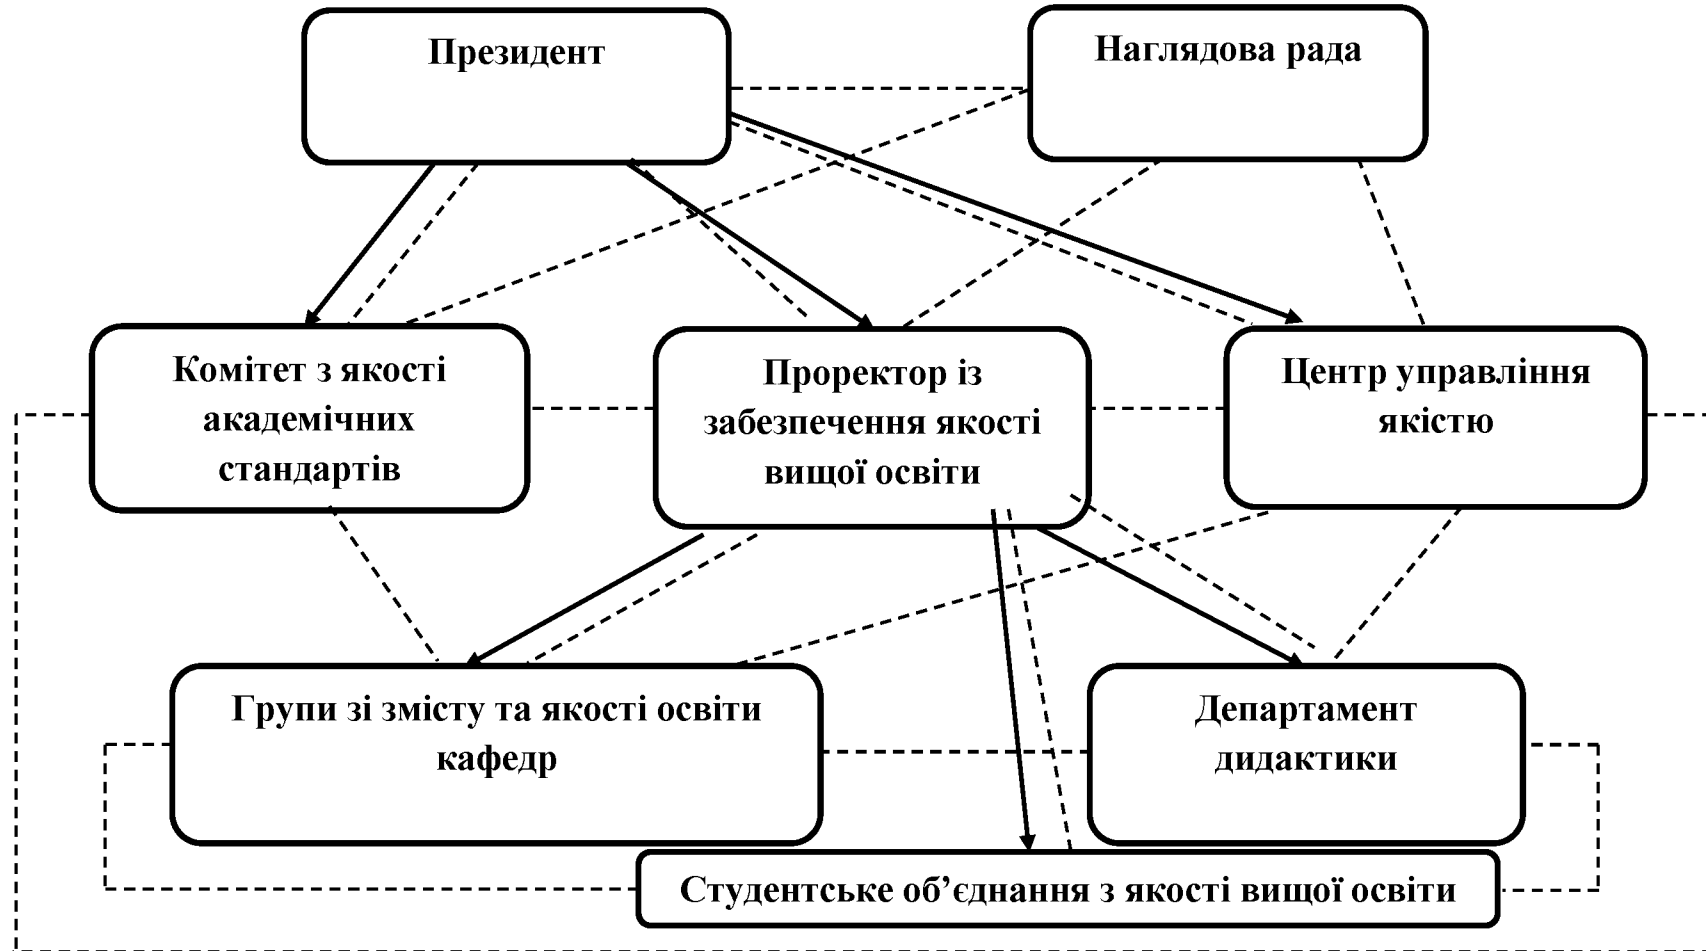 Президент
Наглядова рада
Комітет з якості
академічних
стандартів
Проректор із
забезпечення якості
вищої освіти
Центр управління
якістю
Групи зі змісту та якості освіти
кафедр
Департамент
дидактики
Студентське об’єднання з якості вищої освіти